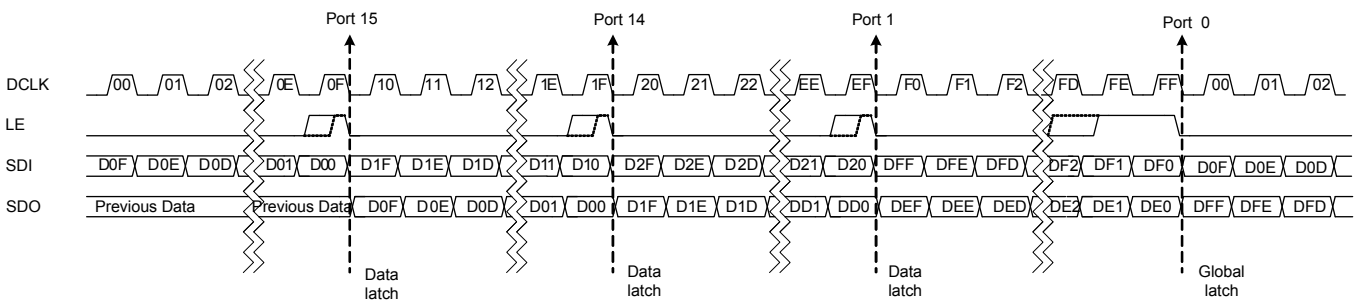 Port 15 Port 14 Port 1 Port 0
DCLK 00 01 02 0E 0F 10 11 12 1E 1F 20 21 22 EE EF F0 F1 F2 FD FE FF 00 01 02
LE
SDI D0F D0E D0D D01 D00 D1F D1E D1D D11 D10 D2F D2E D2D D21 D20 DFF DFE DFD DF2 DF1 DF0 D0F D0E D0D
SDO Previous Data Previous Data D0F D0E D0D D01 D00 D1F D1E D1D DD1 DD0 DEF DEE DED DE2 DE1 DE0 DFF DFE DFD
Data Data Data Global
latch latch latch latch